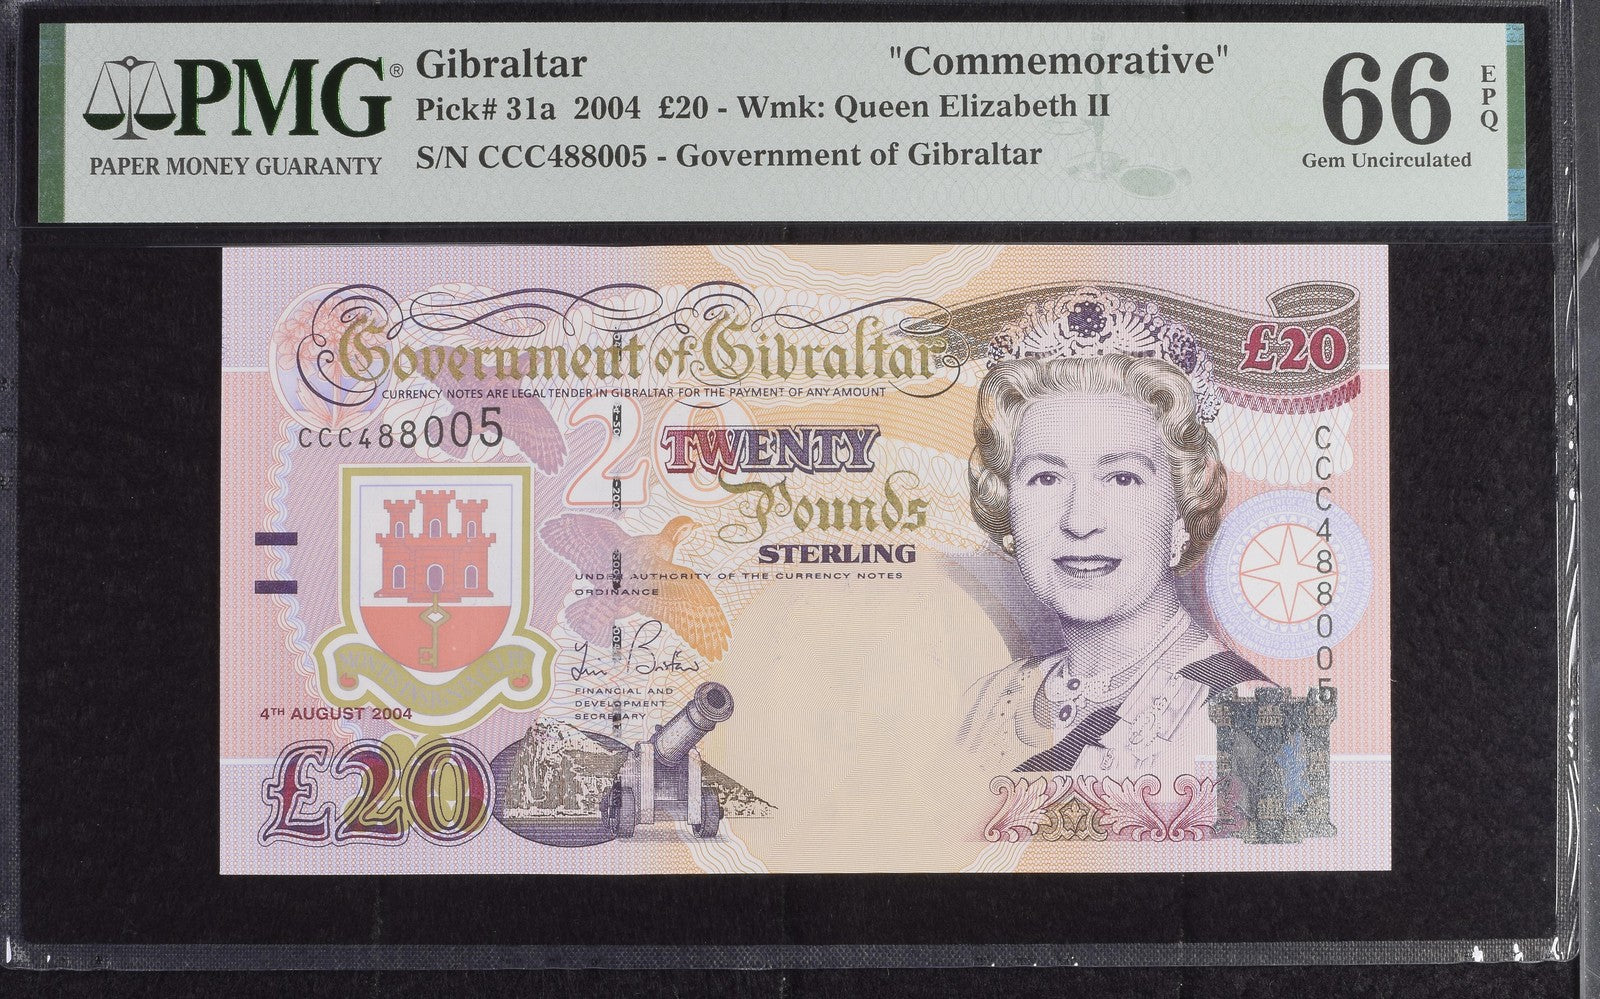 PMG®
PAPER MONEY GUARANTY
Gibraltar "Commemorative"
Pick# 31a 2004 £20 - Wmk: Queen Elizabeth II
S/N CCC488005 - Government of Gibraltar
66
EPQ
Gem Uncirculated
Government of Gibraltar
CURRENCY NOTES ARE LEGAL TENDER IN GIBRALTAR FOR THE PAYMENT OF ANY AMOUNT
£20
CCC488005
20
TWENTY
Pounds
STERLING
UNDER AUTHORITY OF THE CURRENCY NOTES
ORDINANCE
CCC488005
FINANCIAL AND
DEVELOPMENT
SECRETARY
4TH AUGUST 2004
£20